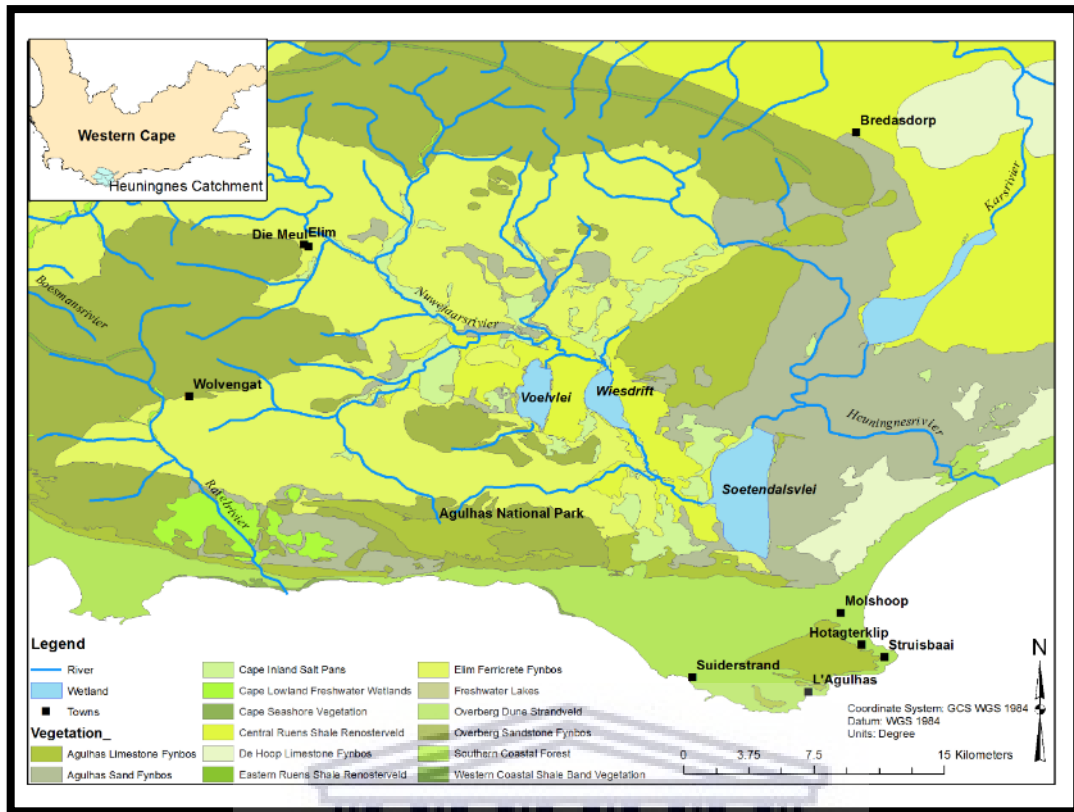 Western Cape
Heuningnes Catchment
Bredasdorp
Karsrivier
Die Meul Elim
Boesmansrivier
Nuwejaarsrivier
Wolvengat
Voelvlei
Wiesdrift
Heuningnesrivier
Soetendalsvlei
Ratelrivier
Agulhas National Park
Molshoop
Hotagterklip
Struisbaai
Suiderstrand
L'Agulhas
N
Legend
River
Wetland
Towns
Vegetation_
Agulhas Limestone Fynbos
Agulhas Sand Fynbos
Cape Inland Salt Pans
Cape Lowland Freshwater Wetlands
Cape Seashore Vegetation
Central Ruens Shale Renosterveld
De Hoop Limestone Fynbos
Eastern Ruens Shale Renosterveld
Elim Ferricrete Fynbos
Freshwater Lakes
Overberg Dune Strandveld
Overberg Sandstone Fynbos
Southern Coastal Forest
Western Coastal Shale Band Vegetation
Coordinate System: GCS WGS 1984
Datum: WGS 1984
Units: Degree
0 3.75 7.5 15 Kilometers